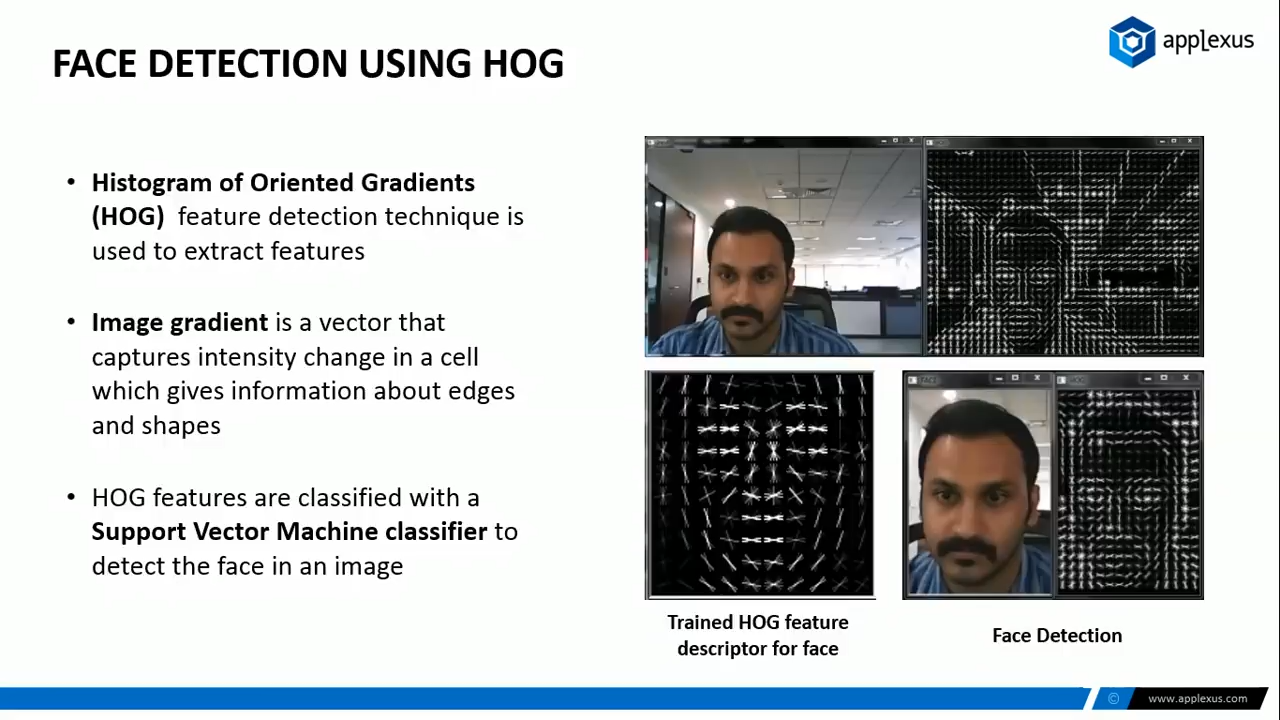 FACE DETECTION USING HOG
applexus
• Histogram of Oriented Gradients
(HOG) feature detection technique is
used to extract features
• Image gradient is a vector that
captures intensity change in a cell
which gives information about edges
and shapes
• HOG features are classified with a
Support Vector Machine classifier to
detect the face in an image
Trained HOG feature
descriptor for face
Face Detection
©
www.applexus.com